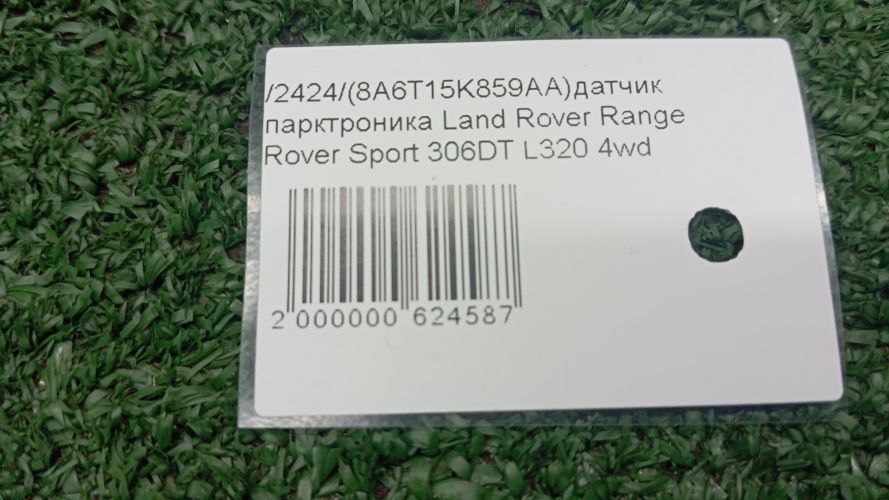 /2424/(8A6T15K859AA)датчик
парктроника Land Rover Range
Rover Sport 306DT L320 4wd
2 000000 624587